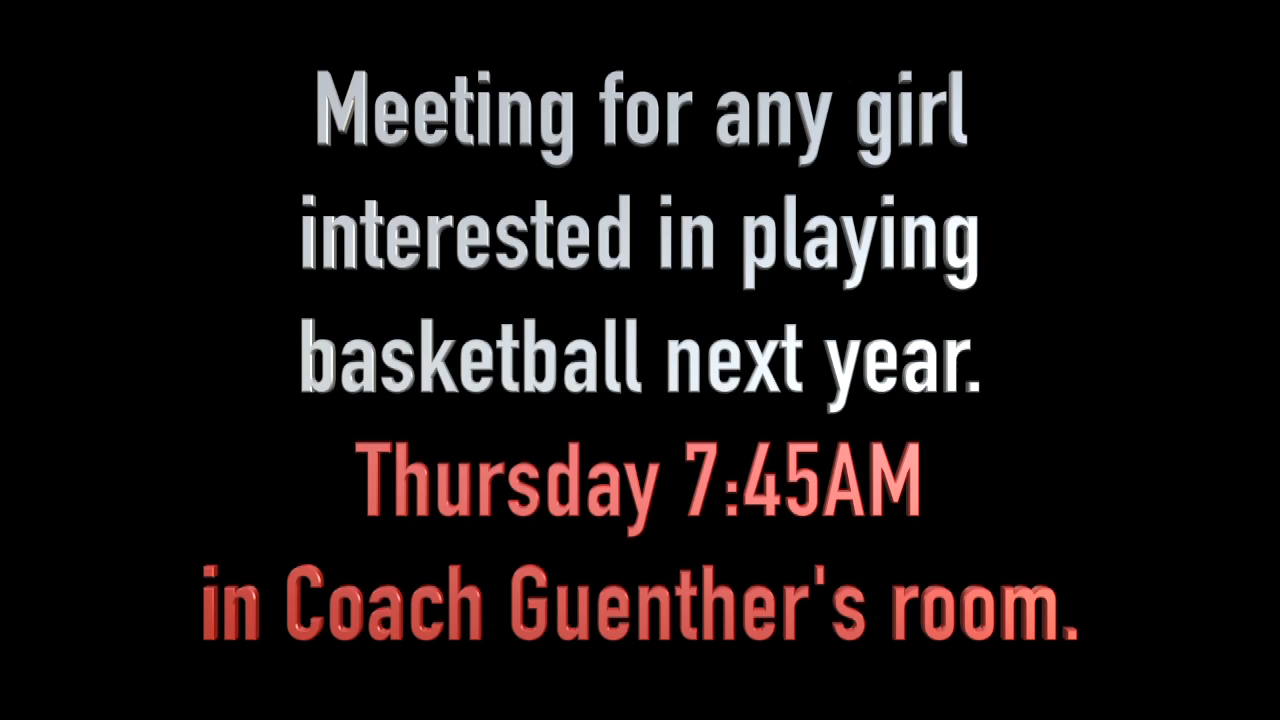 Meeting for any girl
interested in playing
basketball next year.
Thursday 7:45AM
in Coach Guenther's room.